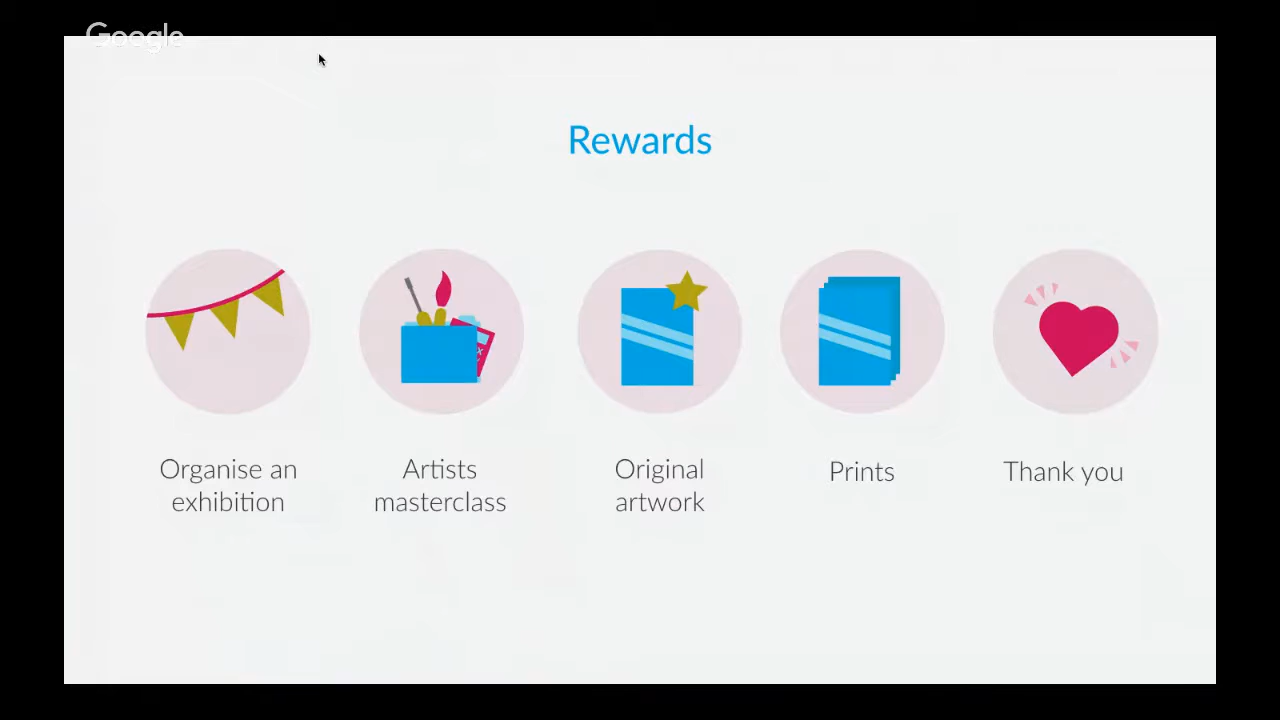 Google
Rewards
Organise an
exhibition
Artists
masterclass
Original
artwork
Prints
Thank you